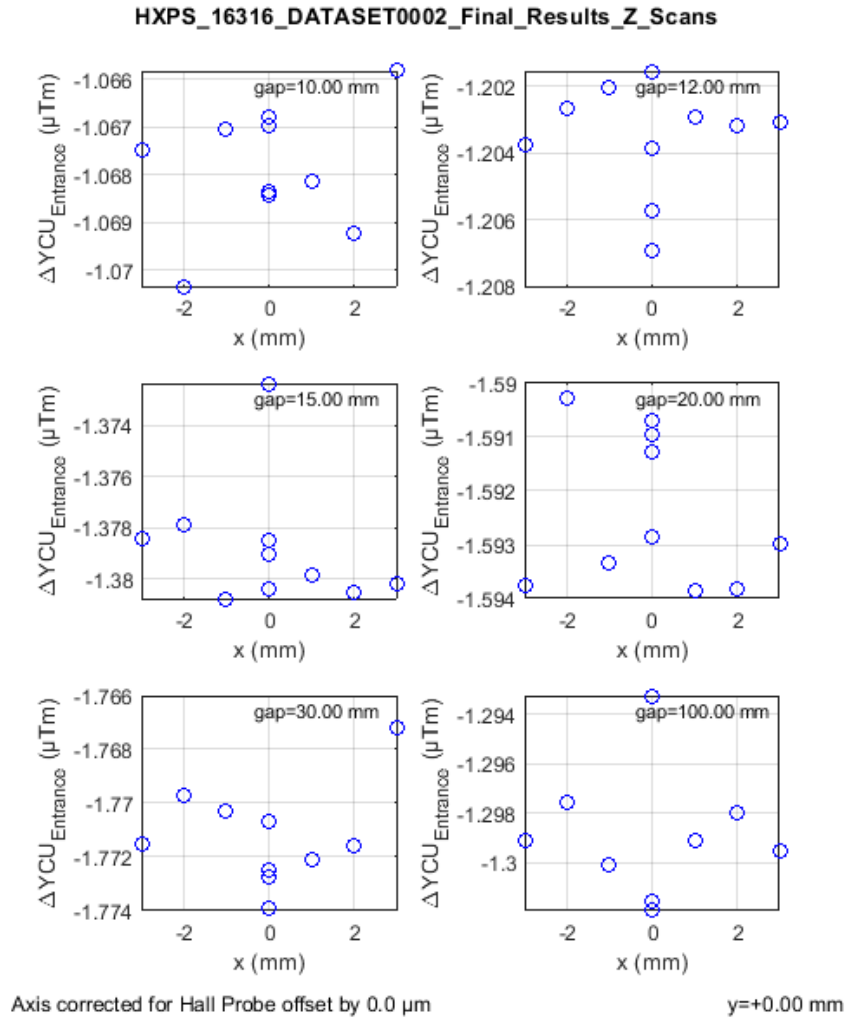 HXPS_16316_DATASET0002_Final_Results_Z_Scans
gap=10.00 mm
-1.066
-1.067
-1.068
-1.069
-1.07
ΔYCU_Entrance (µTm)
-2 0 2
x (mm)
gap=12.00 mm
-1.202
-1.204
-1.206
-1.208
ΔYCU_Entrance (µTm)
-2 0 2
x (mm)
gap=15.00 mm
-1.374
-1.376
-1.378
-1.38
ΔYCU_Entrance (µTm)
-2 0 2
x (mm)
gap=20.00 mm
-1.59
-1.591
-1.592
-1.593
-1.594
ΔYCU_Entrance (µTm)
-2 0 2
x (mm)
gap=30.00 mm
-1.766
-1.768
-1.77
-1.772
-1.774
ΔYCU_Entrance (µTm)
-2 0 2
x (mm)
gap=100.00 mm
-1.294
-1.296
-1.298
-1.3
ΔYCU_Entrance (µTm)
-2 0 2
x (mm)
Axis corrected for Hall Probe offset by 0.0 µm
y=+0.00 mm